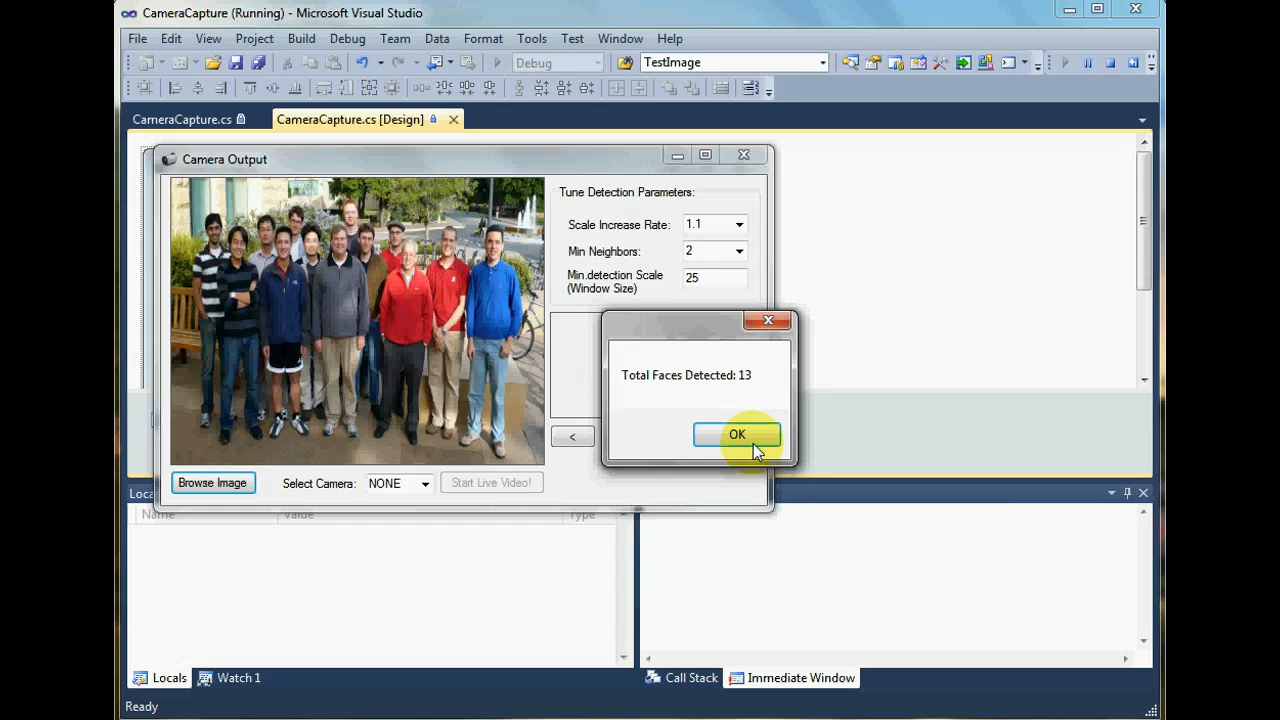 CameraCapture (Running) - Microsoft Visual Studio
File Edit View Project Build Debug Team Data Format Tools Test Window Help
Debug TestImage
CameraCapture.cs CameraCapture.cs [Design]
Camera Output
Tune Detection Parameters:
Scale Increase Rate: 1.1
Min Neighbors: 2
Min.detection Scale
(Window Size) 25
Total Faces Detected: 13
OK
<
Browse Image Select Camera: NONE Start Live Video!
Loca
Name Value Type
Locals Watch 1 Call Stack Immediate Window
Ready